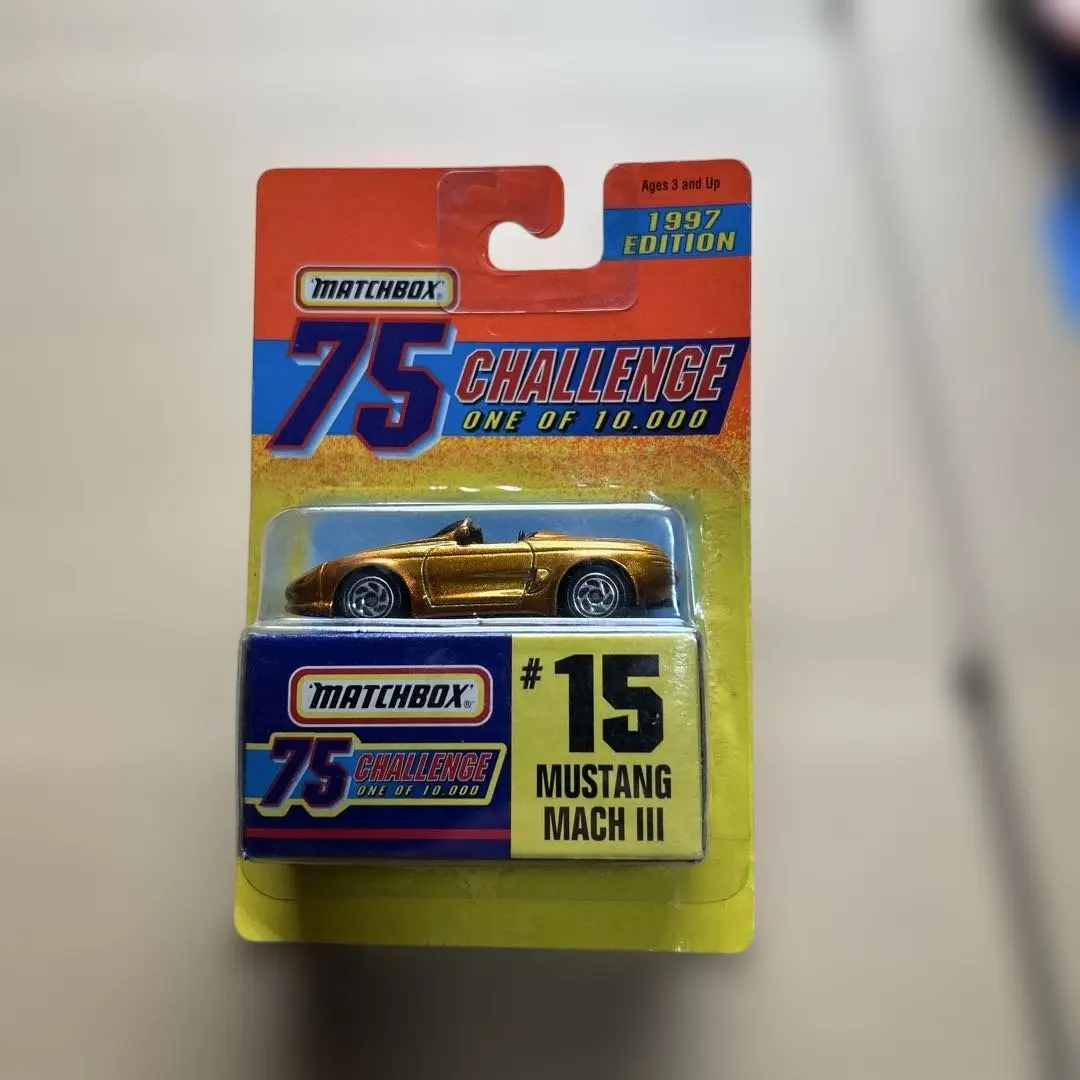 Ages 3 and Up
1997
EDITION
"MATCHBOX"®
75 CHALLENGE
ONE OF 10.000
"MATCHBOX"®
75 CHALLENGE
ONE OF 10.000
#15
MUSTANG
MACH III